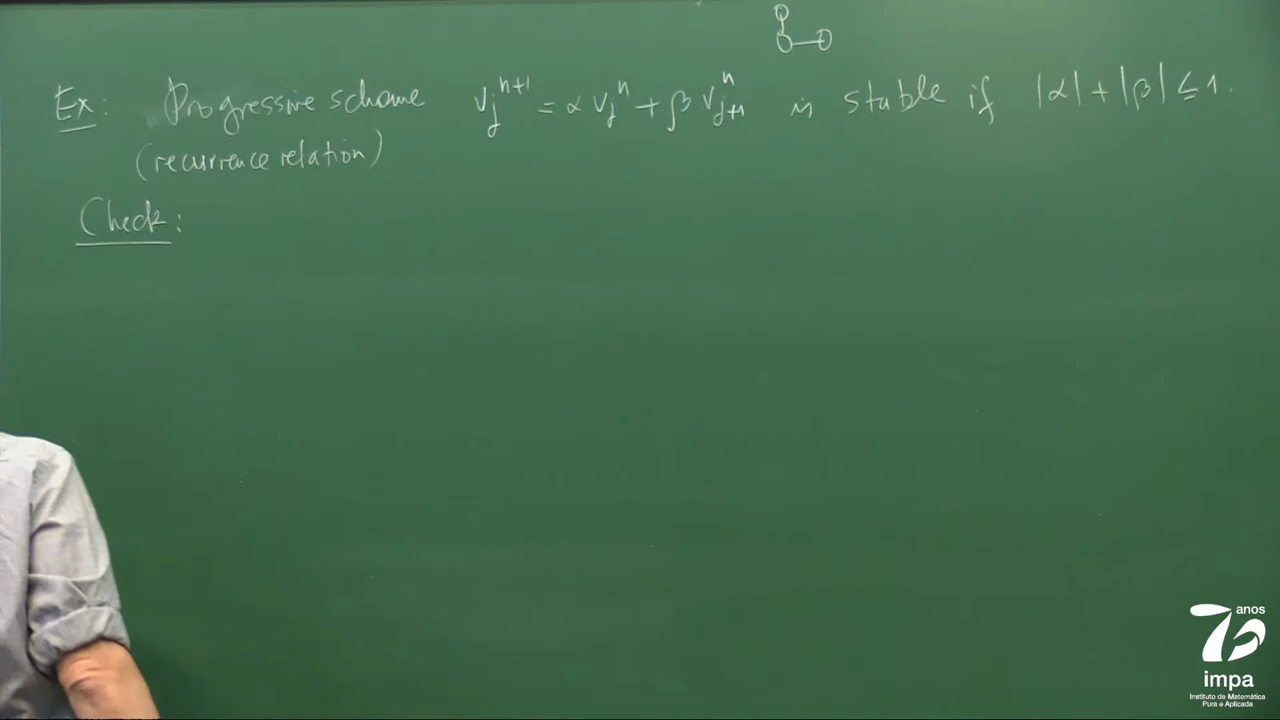 Ex: Progressive scheme v_j^{n+1} = α v_j^n + β v_{j+1}^n is stable if |α| + |β| ≤ 1.
(recurrence relation)
Check:
75 anos
impa
Instituto de Matemática
Pura e Aplicada